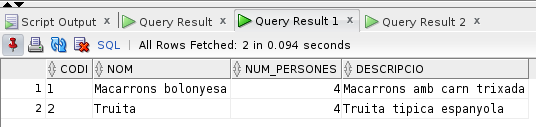 Script Output x Query Result x Query Result 1 x Query Result 2 x
SQL | All Rows Fetched: 2 in 0.094 seconds
CODI NOM NUM_PERSONES DESCRIPCIO
1 1 Macarrons bolonyesa 4 Macarrons amb carn trixada
2 2 Truita 4 Truita tipica espanyola